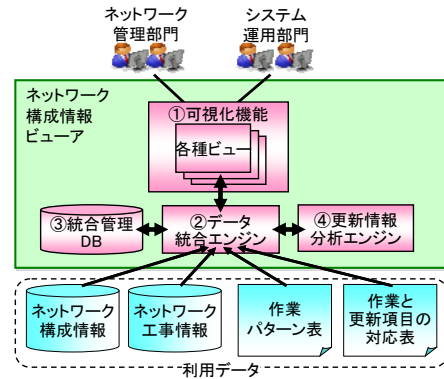 ネットワーク
管理部門
システム
運用部門
ネットワーク
構成情報
ビューア
①可視化機能
各種ビュー
③統合管理
DB
②データ
統合エンジン
④更新情報
分析エンジン
ネットワーク
構成情報
ネットワーク
工事情報
作業
パターン表
作業と
更新項目の
対応表
利用データ